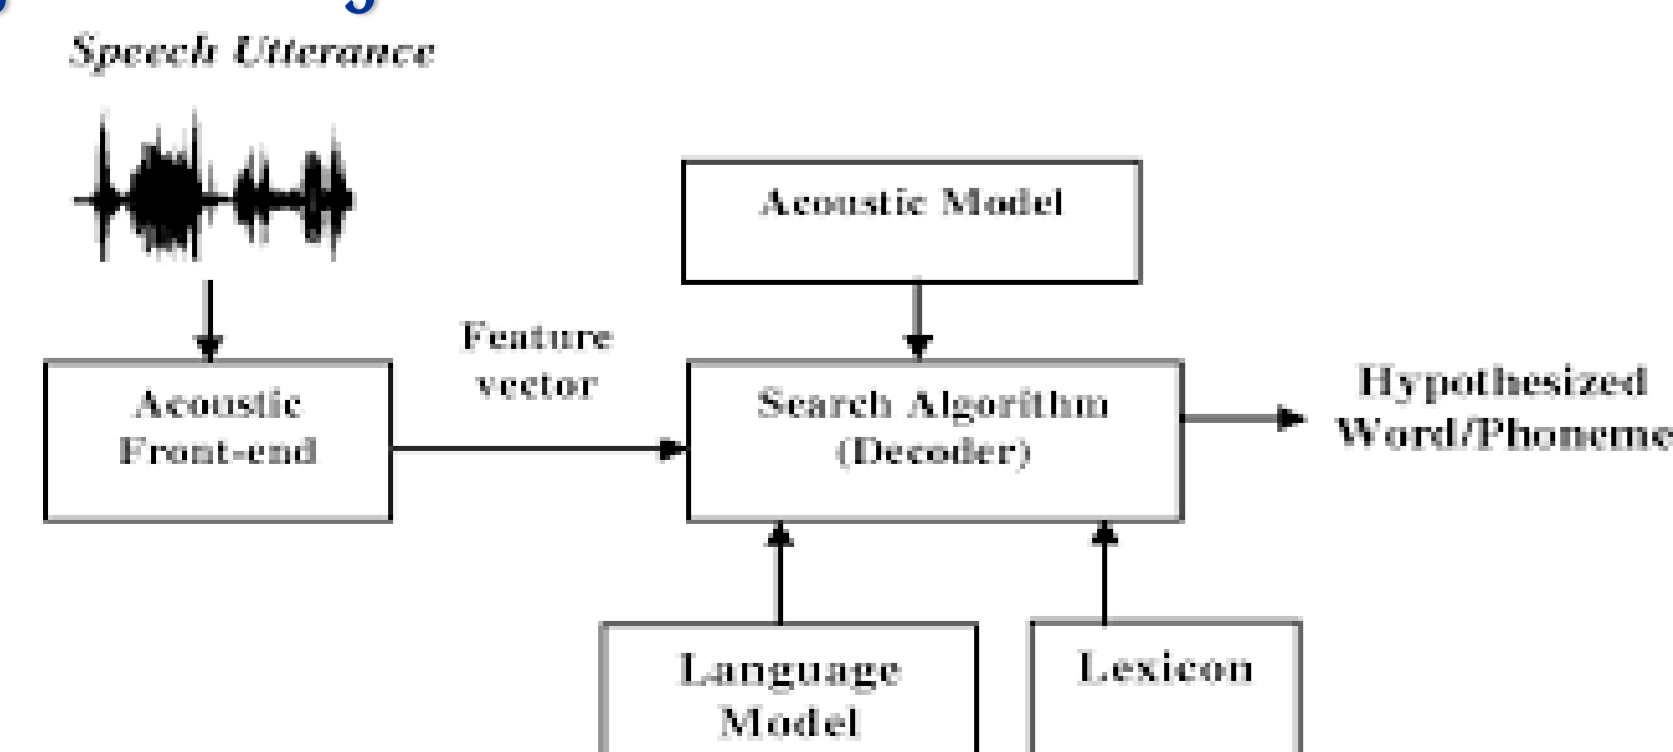 Speech Utterance
Acoustic Model
Feature
vector
Acoustic
Front-end
Search Algorithm
(Decoder)
Hypothesized
Word/Phoneme
Language
Model
Lexicon